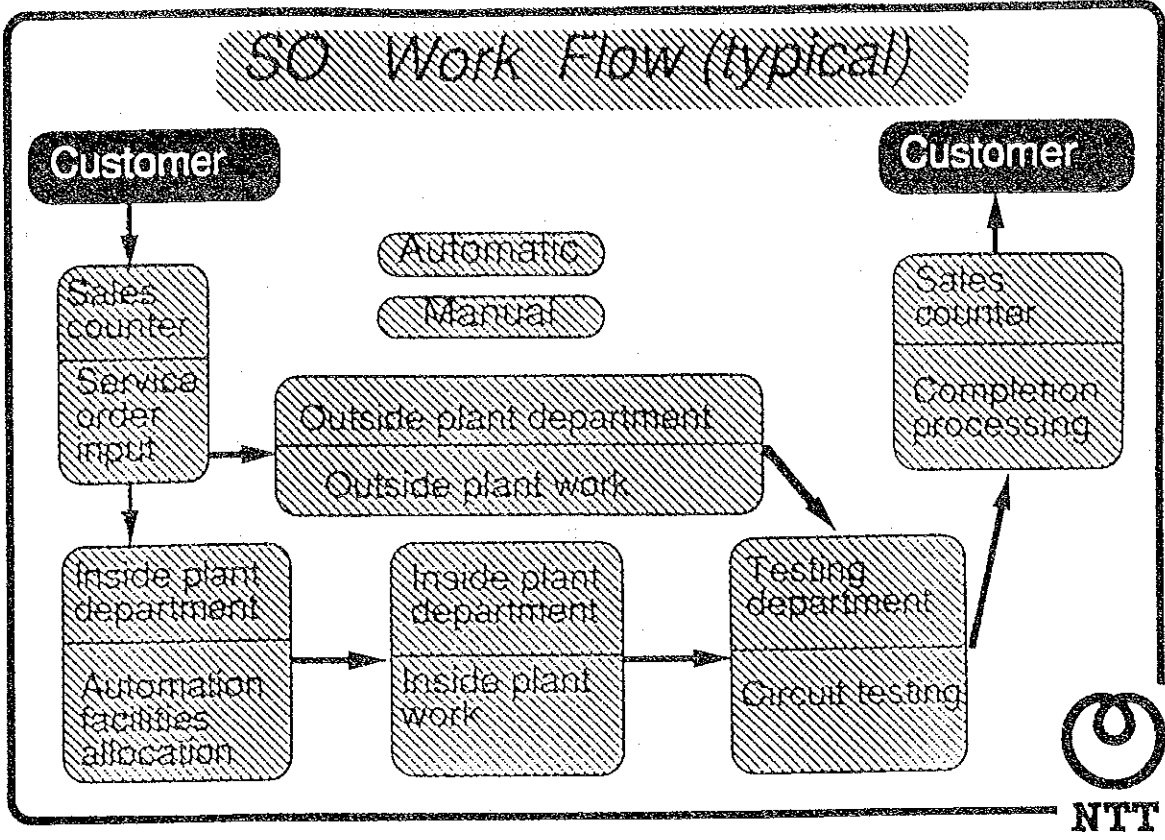 SO Work Flow (typical)
Customer
Customer
Automatic
Manual
Sales
counter
Service
order
input
Sales
counter
Completion
processing
Outside plant department
Outside plant work
Inside plant
department
Automation
facilities
allocation
Inside plant
department
Inside plant
work
Testing
department
Circuit testing
NTT